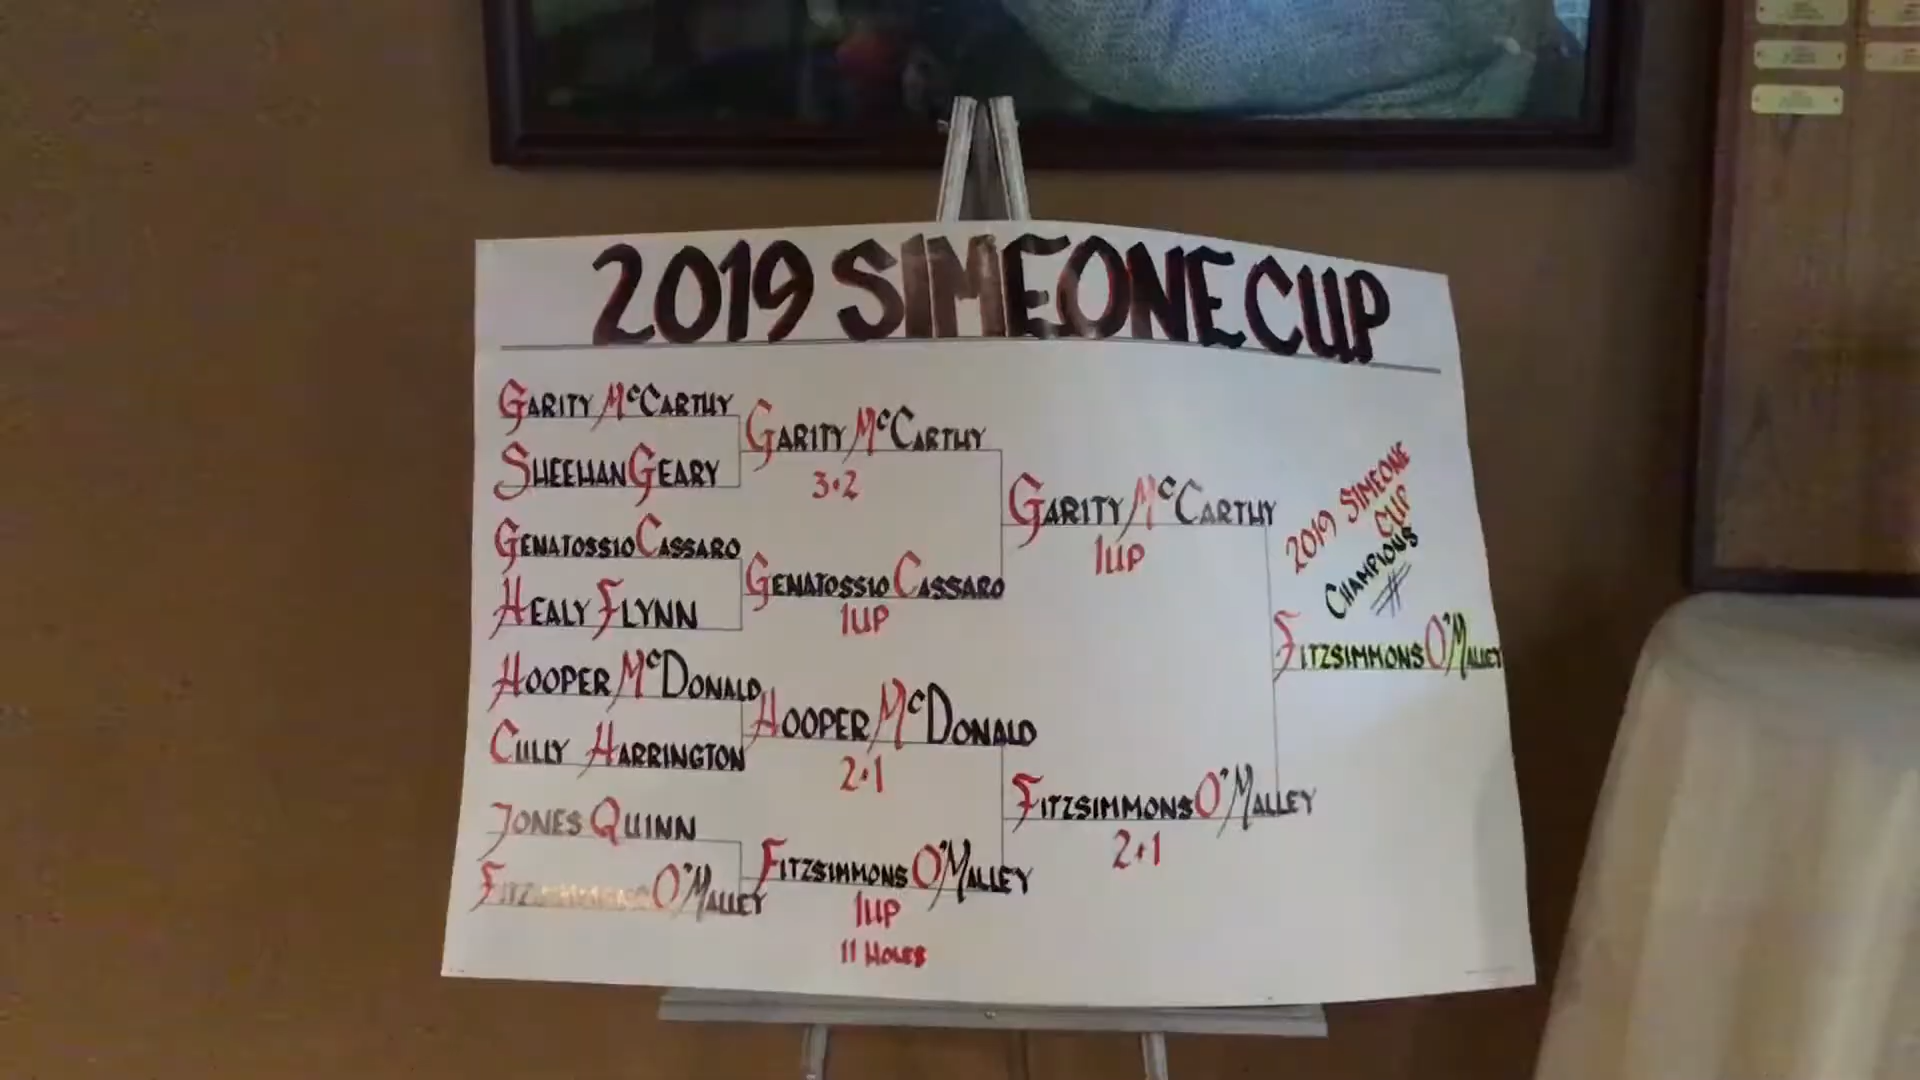 2019 SIMEONE CUP
GARITY McCARTHY
SHEEHAN GEARY
GENATOSSIO CASSARO
HEALY FLYNN
HOOPER McDONALD
CULLY HARRINGTON
JONES QUINN
FITZSIMMONS O'MALLEY
GARITY McCARTHY
3+2
GENATOSSIO CASSARO
1UP
HOOPER McDONALD
2+1
FITZSIMMONS O'MALLEY
1UP
11 HOLES
GARITY McCARTHY
1UP
FITZSIMMONS O'MALLEY
2+1
2019 SIMEONE
CUP
CHAMPIONS
FITZSIMMONS O'MALLEY